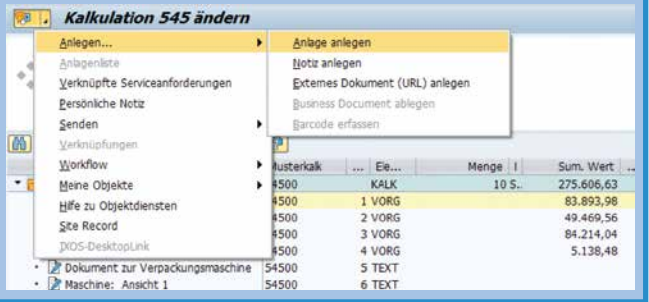 Kalkulation 545 ändern
Anlegen...
Anlage anlegen
Anlagenliste
Notiz anlegen
Verknüpfte Serviceanforderungen
Externes Dokument (URL) anlegen
Persönliche Notiz
Business Document ablegen
Senden
Barcode erfassen
Verknüpfungen
Workflow
Musterkalk ... Ele... Menge I Sum. Wert ...
Meine Objekte
54500 KALK 10 S.. 275.606,63
Hilfe zu Objektdiensten
54500 1 VORG 83.893,98
Site Record
54500 2 VORG 49.469,56
54500 3 VORG 84.214,04
IXOS-DesktopLink
54500 4 VORG 5.138,48
Dokument zur Verpackungsmaschine 54500 5 TEXT
Maschine: Ansicht 1 54500 6 TEXT